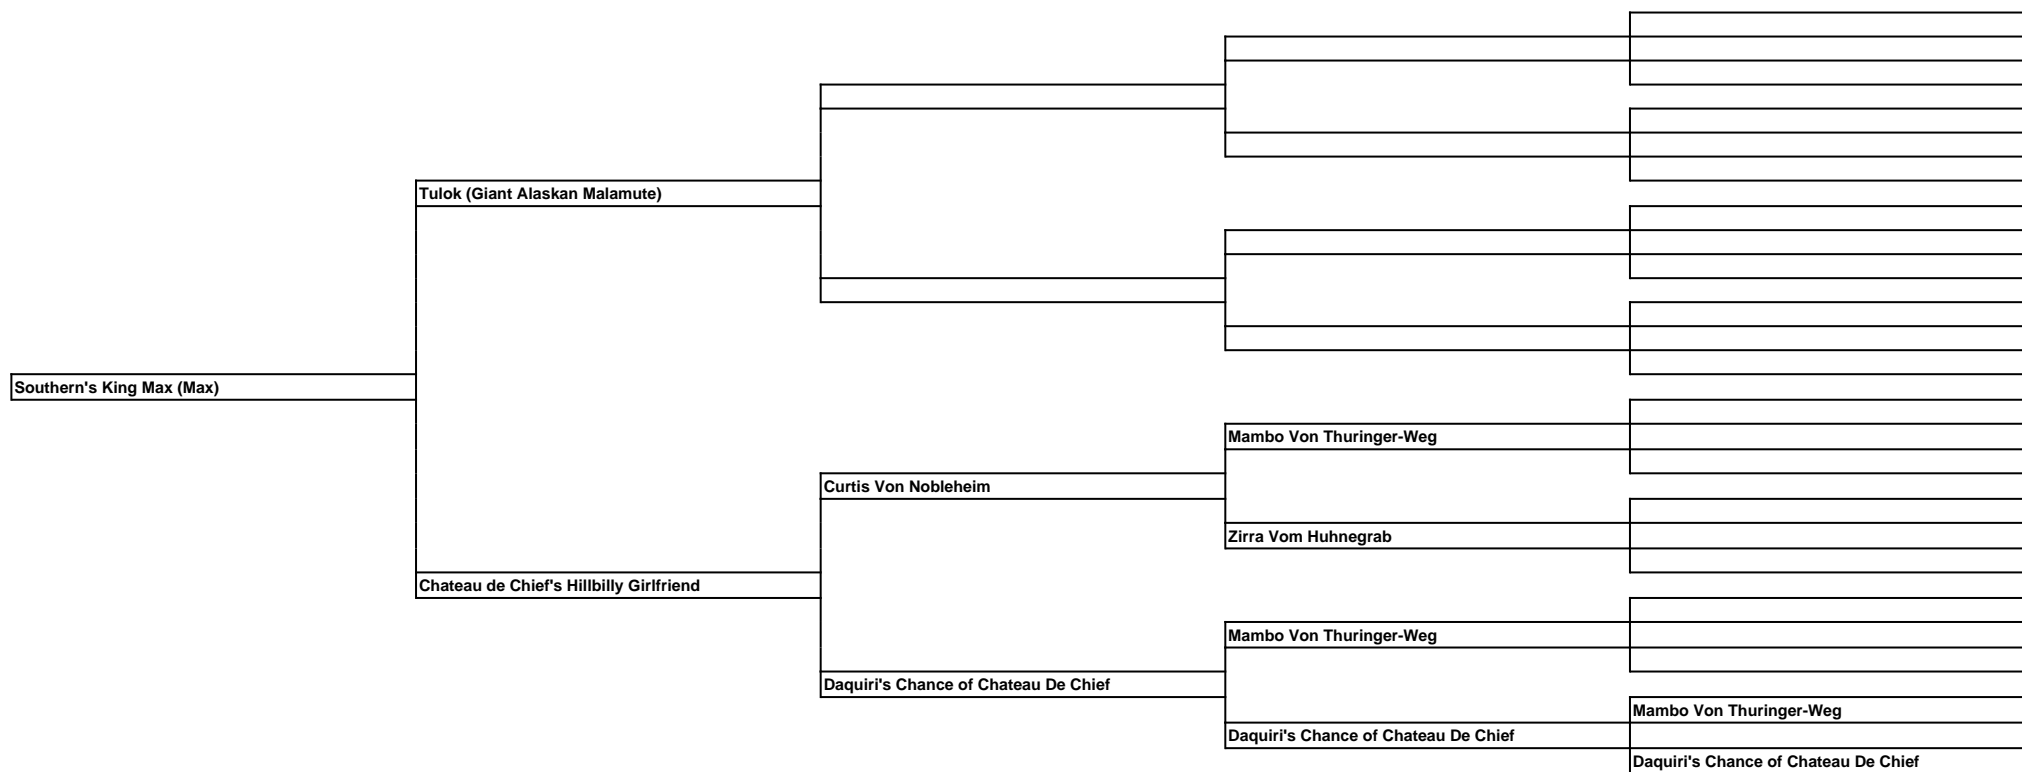 Tulok (Giant Alaskan Malamute)
Southern's King Max (Max)
Mambo Von Thuringer-Weg
Curtis Von Nobleheim
Zirra Vom Huhnegrab
Chateau de Chief's Hillbilly Girlfriend
Mambo Von Thuringer-Weg
Daquiri's Chance of Chateau De Chief
Mambo Von Thuringer-Weg
Daquiri's Chance of Chateau De Chief
Daquiri's Chance of Chateau De Chief